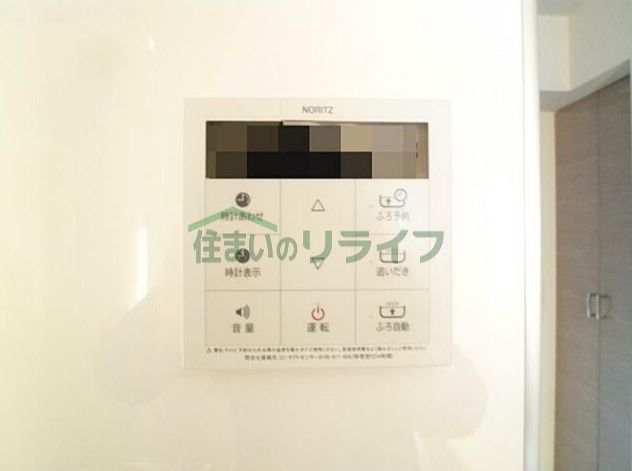 NORITZ
時計あわせ
ふろ予約
住まいのリライフ
時計表示
追いだき
音量
運転
ふろ自動